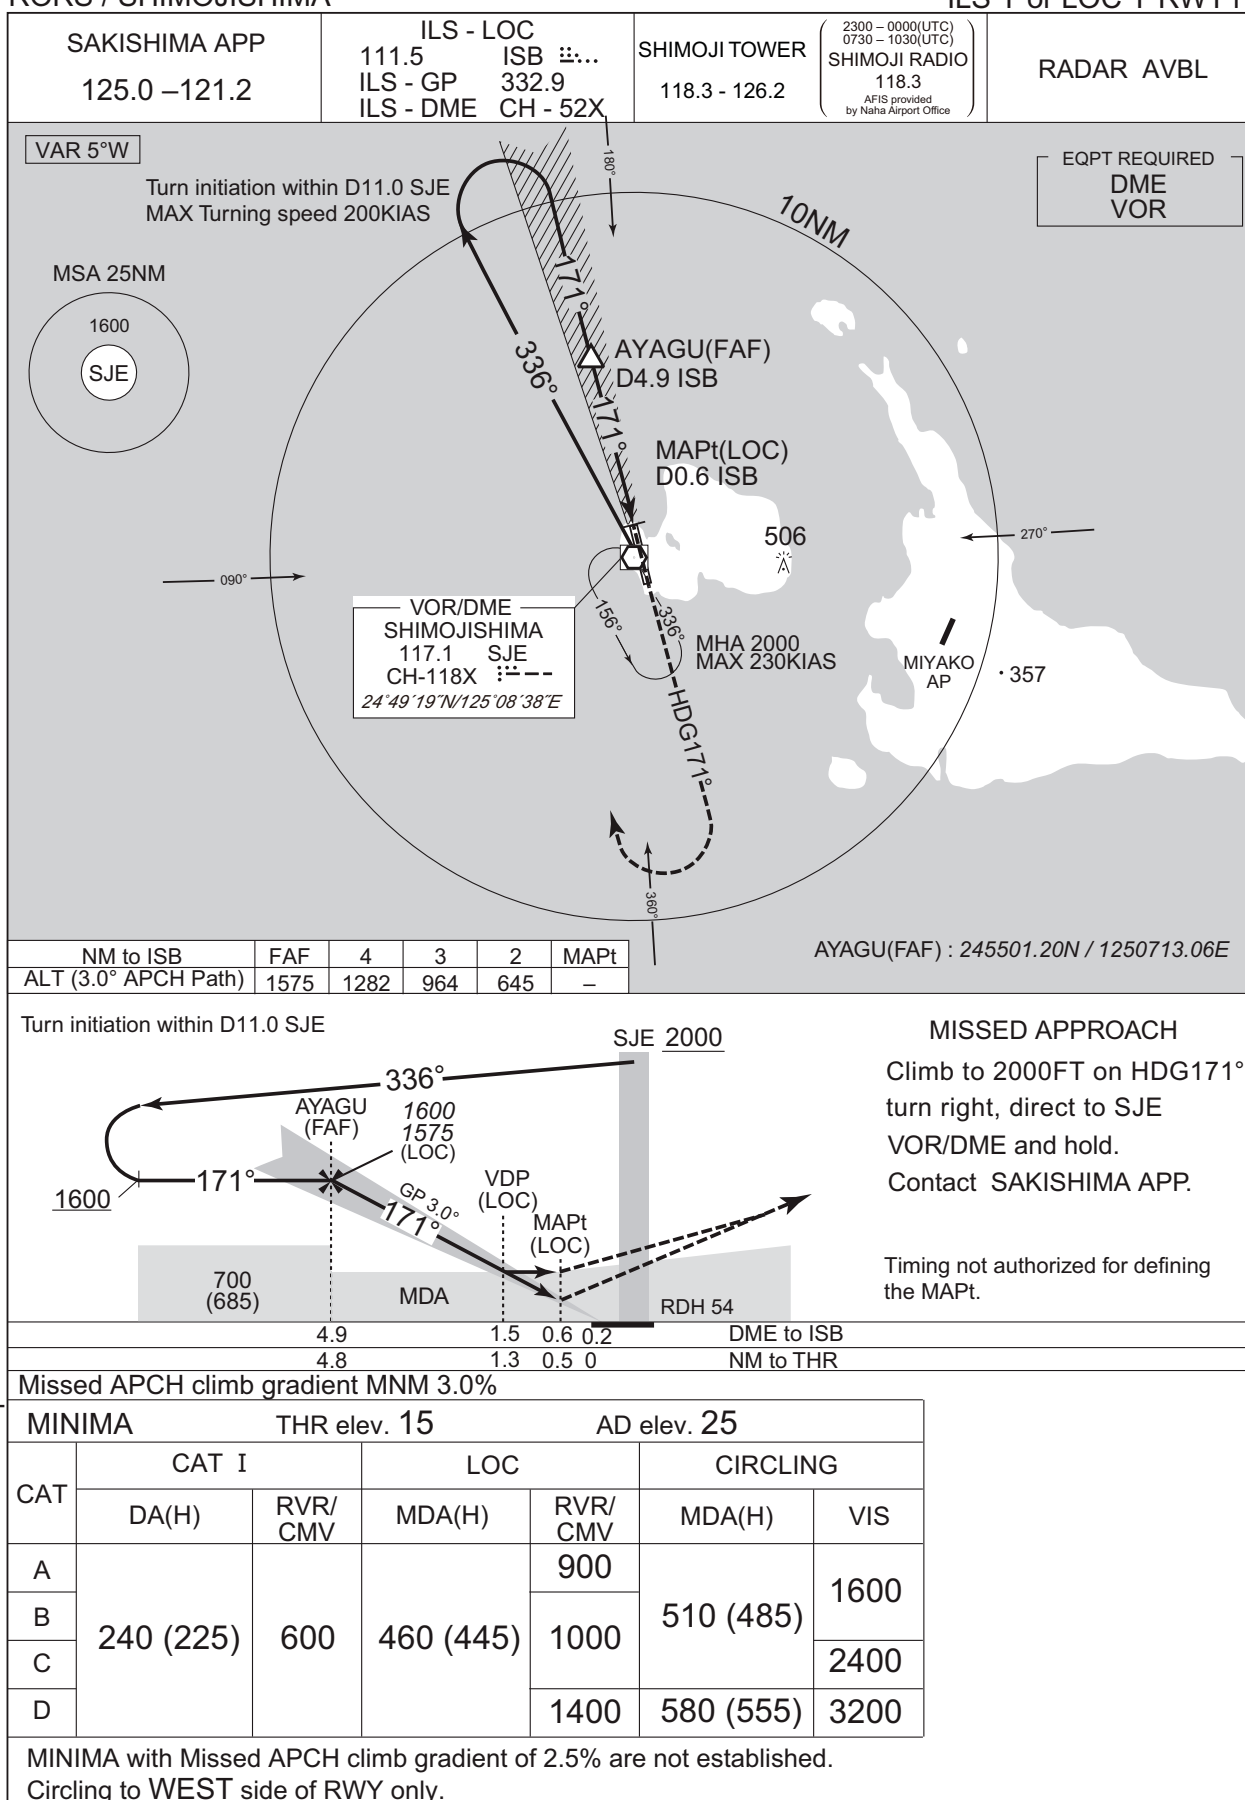 SAKISHIMA APP
125.0 –121.2
ILS - LOC
111.5 ISB
ILS - GP 332.9
ILS - DME CH - 52X
SHIMOJI TOWER
118.3 - 126.2
2300 – 0000(UTC)
0730 – 1030(UTC)
SHIMOJI RADIO
118.3
AFIS provided
by Naha Airport Office
RADAR AVBL
VAR 5°W
Turn initiation within D11.0 SJE
MAX Turning speed 200KIAS
180°
10NM
EQPT REQUIRED
DME
VOR
MSA 25NM
1600
SJE
171°
336°
AYAGU(FAF)
D4.9 ISB
171°
MAPt(LOC)
D0.6 ISB
506
270°
090°
VOR/DME
SHIMOJISHIMA
117.1 SJE
CH-118X
24°49´19˝N/125°08´38˝E
156°
336°
MHA 2000
MAX 230KIAS
MIYAKO
AP
357
HDG171°
360°
AYAGU(FAF) : 245501.20N / 1250713.06E
NM to ISB FAF 4 3 2 MAPt
ALT (3.0° APCH Path) 1575 1282 964 645 –
Turn initiation within D11.0 SJE
SJE 2000
336°
AYAGU
(FAF)
1600
1575
(LOC)
171°
1600
GP 3.0°
171°
VDP
(LOC)
MAPt
(LOC)
700
(685)
MDA
RDH 54
4.9 1.5 0.6 0.2 DME to ISB
4.8 1.3 0.5 0 NM to THR
MISSED APPROACH
Climb to 2000FT on HDG171°
turn right, direct to SJE
VOR/DME and hold.
Contact SAKISHIMA APP.
Timing not authorized for defining
the MAPt.
Missed APCH climb gradient MNM 3.0%
MINIMA THR elev. 15 AD elev. 25
CAT CAT I LOC CIRCLING
DA(H) RVR/CMV MDA(H) RVR/CMV MDA(H) VIS
A 240 (225) 600 460 (445) 900 510 (485) 1600
B 1000
C 2400
D 1400 580 (555) 3200
MINIMA with Missed APCH climb gradient of 2.5% are not established.
Circling to WEST side of RWY only.